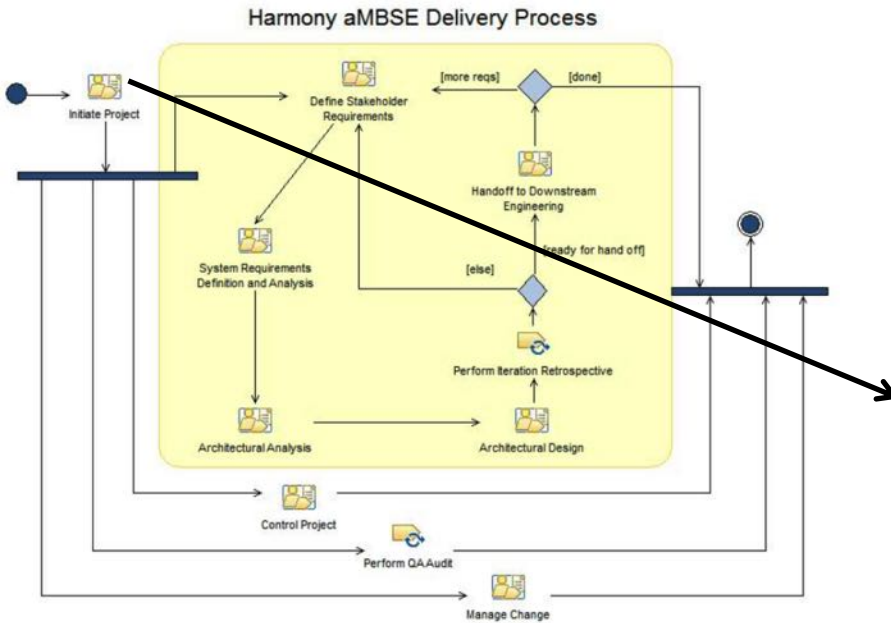 Harmony aMBSE Delivery Process
[more reqs]
[done]
Initiate Project
Define Stakeholder
Requirements
Handoff to Downstream
Engineering
System Requirements
Definition and Analysis
[else]
[ready for hand off]
Perform Iteration Retrospective
Architectural Analysis
Architectural Design
Control Project
Perform QA Audit
Manage Change